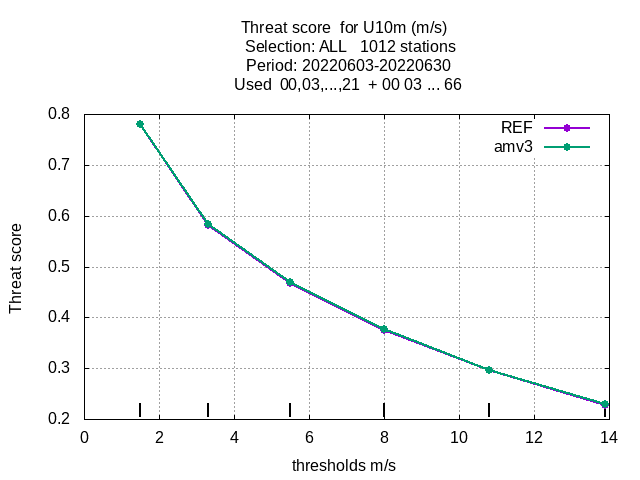 Threat score  for U10m (m/s)
Selection: ALL   1012 stations
Period: 20220603-20220630
Used  00,03,...,21  + 00 03 ... 66
REF
amv3
0.8
0.7
0.6
0.5
0.4
0.3
0.2
Threat score
0 2 4 6 8 10 12 14
thresholds m/s